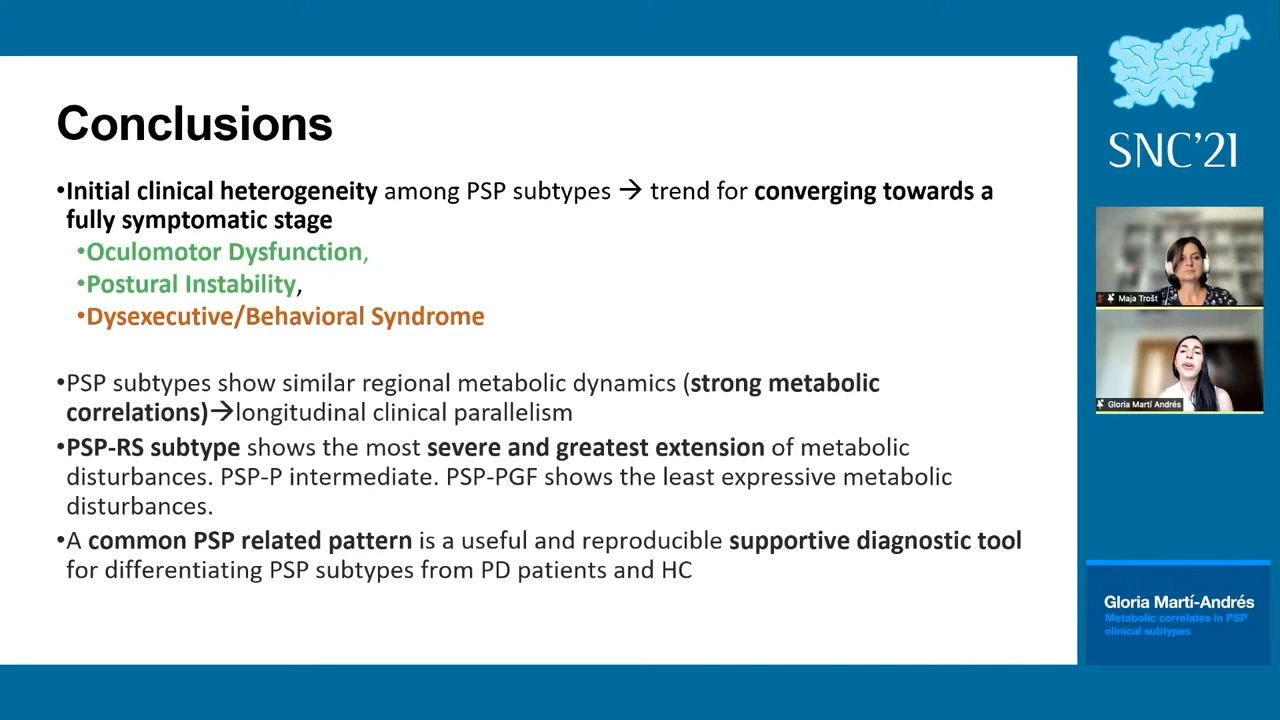 Conclusions
•Initial clinical heterogeneity among PSP subtypes → trend for converging towards a
fully symptomatic stage
•Oculomotor Dysfunction,
•Postural Instability,
•Dysexecutive/Behavioral Syndrome
•PSP subtypes show similar regional metabolic dynamics (strong metabolic
correlations)→longitudinal clinical parallelism
•PSP-RS subtype shows the most severe and greatest extension of metabolic
disturbances. PSP-P intermediate. PSP-PGF shows the least expressive metabolic
disturbances.
•A common PSP related pattern is a useful and reproducible supportive diagnostic tool
for differentiating PSP subtypes from PD patients and HC
SNC'21
Maja Trošt
Gloria Martí Andrés
Gloria Martí-Andrés
Metabolic correlates in PSP
clinical subtypes